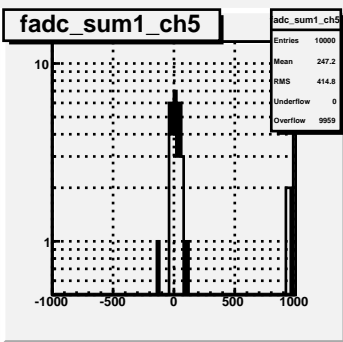 fadc_sum1_ch5
adc_sum1_ch5
Entries 10000
Mean 247.2
RMS 414.8
Underflow 0
Overflow 9959
10
1
-1000 -500 0 500 1000